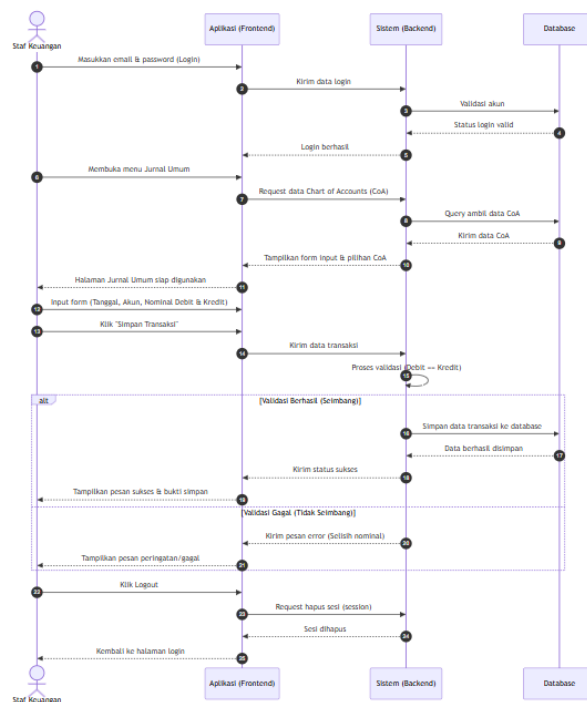 Staf Keuangan
Aplikasi (Frontend)
Sistem (Backend)
Database
1 Masukkan email & password (Login)
2 Kirim data login
3 Validasi akun
4 Status login valid
5 Login berhasil
6 Membuka menu Jurnal Umum
7 Request data Chart of Accounts (CoA)
8 Query ambil data CoA
9 Kirim data CoA
10 Tampilkan form input & pilihan CoA
11 Halaman Jurnal Umum siap digunakan
12 Input form (Tanggal, Akun, Nominal Debit & Kredit)
13 Klik "Simpan Transaksi"
14 Kirim data transaksi
15 Proses validasi (Debit == Kredit)
alt
[Validasi Berhasil (Seimbang)]
16 Simpan data transaksi ke database
17 Data berhasil disimpan
18 Kirim status sukses
19 Tampilkan pesan sukses & bukti simpan
[Validasi Gagal (Tidak Seimbang)]
20 Kirim pesan error (Selisih nominal)
21 Tampilkan pesan peringatan/gagal
22 Klik Logout
23 Request hapus sesi (session)
24 Sesi dihapus
25 Kembali ke halaman login
Staf Keuangan
Aplikasi (Frontend)
Sistem (Backend)
Database